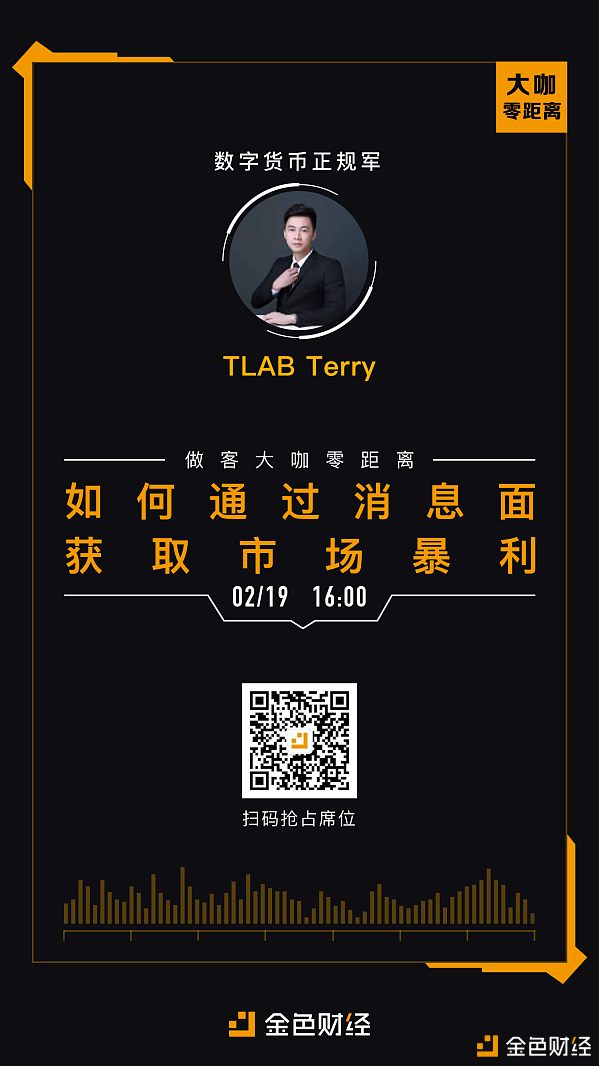 大咖
零距离
数字货币正规军
TLAB Terry
做客大咖零距离
如何通过消息面
获取市场暴利
02/19 16:00
扫码抢占席位
金色财经
金色财经